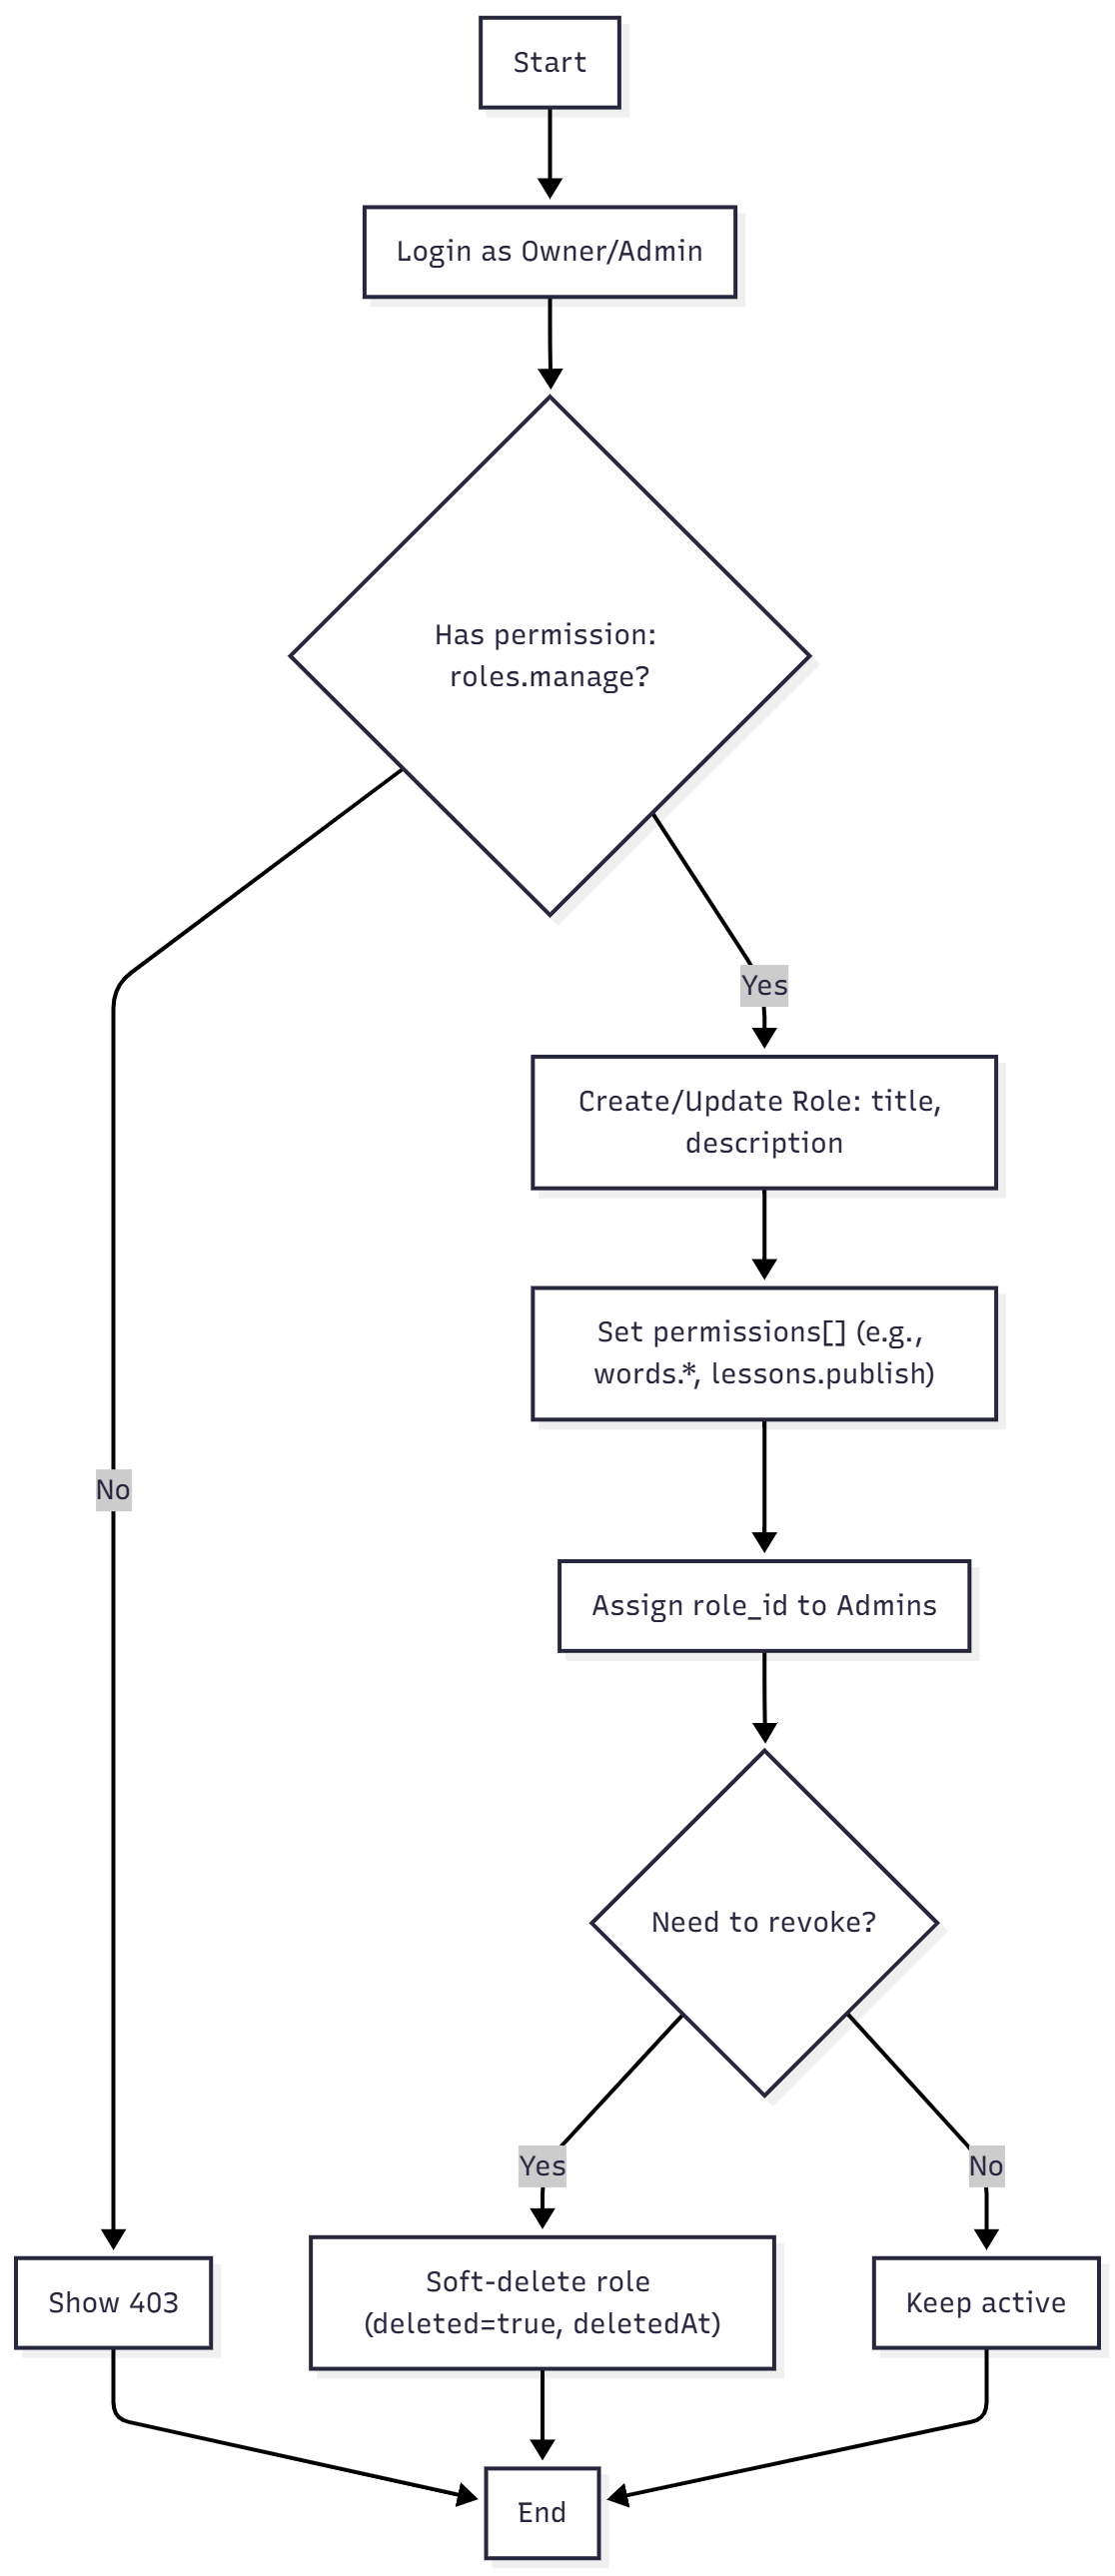 Start
Login as Owner/Admin
Has permission:
roles.manage?
Yes
Create/Update Role: title,
description
Set permissions[] (e.g.,
words.*, lessons.publish)
No
Assign role_id to Admins
Need to revoke?
Yes
No
Show 403
Soft-delete role
(deleted=true, deletedAt)
Keep active
End